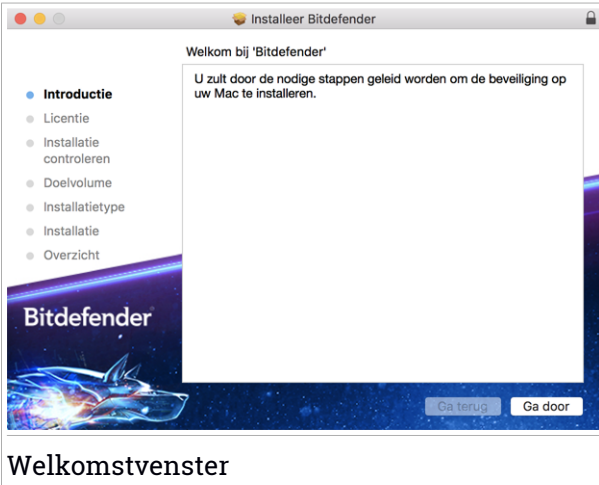 Installeer Bitdefender
Welkom bij 'Bitdefender'
U zult door de nodige stappen geleid worden om de beveiliging op
uw Mac te installeren.
Introductie
Licentie
Installatie
controleren
Doelvolume
Installatietype
Installatie
Overzicht
Bitdefender
Ga terug
Ga door
Welkomstvenster